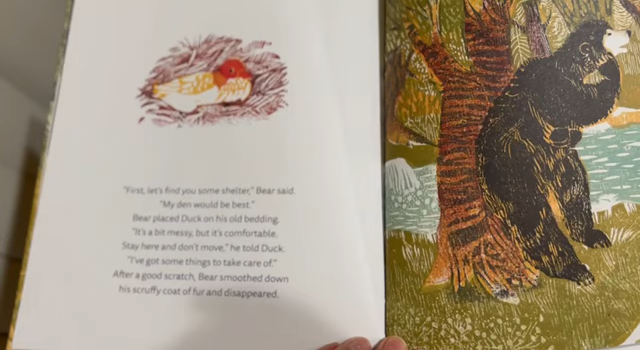 "First, let's find you some shelter," Bear said.
"My den would be best."
Bear placed Duck on his old bedding.
"It's a bit messy, but it's comfortable.
Stay here and don't move," he told Duck.
"I've got some things to take care of."
After a good scratch, Bear smoothed down
his scruffy coat of fur and disappeared.